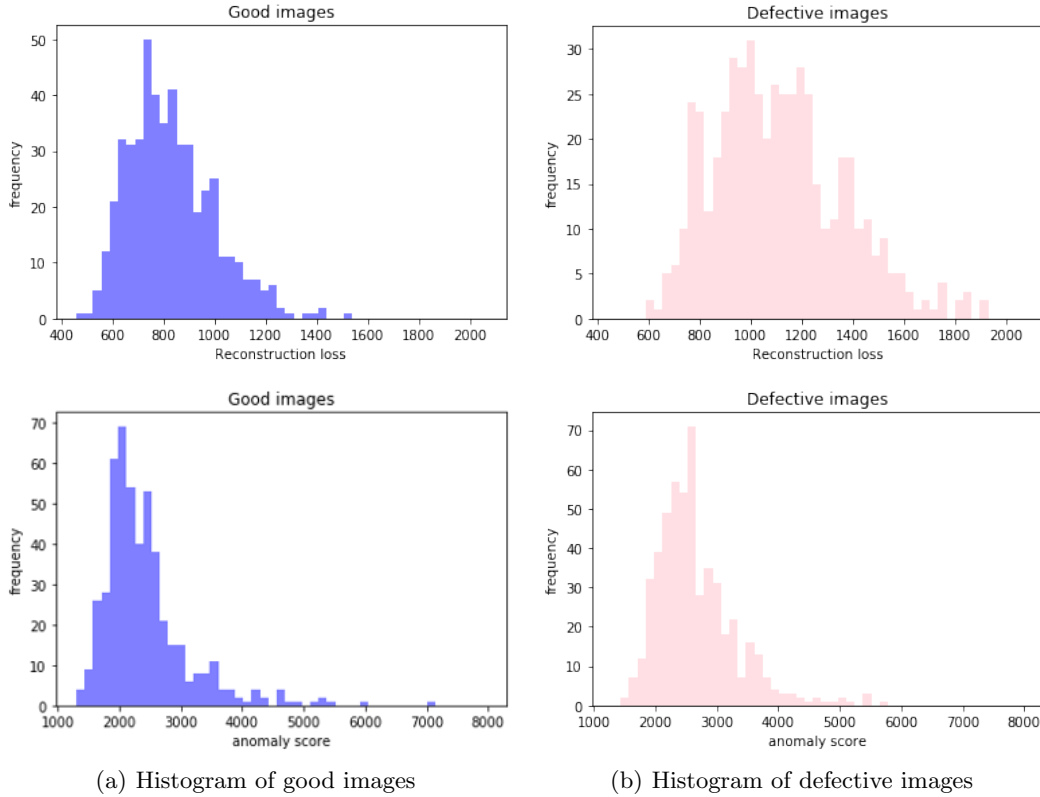 Good images
50
40
30
20
10
0
frequency
400 600 800 1000 1200 1400 1600 1800 2000
Reconstruction loss
Defective images
30
25
20
15
10
5
0
frequency
400 600 800 1000 1200 1400 1600 1800 2000
Reconstruction loss
Good images
70
60
50
40
30
20
10
0
frequency
1000 2000 3000 4000 5000 6000 7000 8000
anomaly score
Defective images
70
60
50
40
30
20
10
0
frequency
1000 2000 3000 4000 5000 6000 7000 8000
anomaly score
(a) Histogram of good images
(b) Histogram of defective images